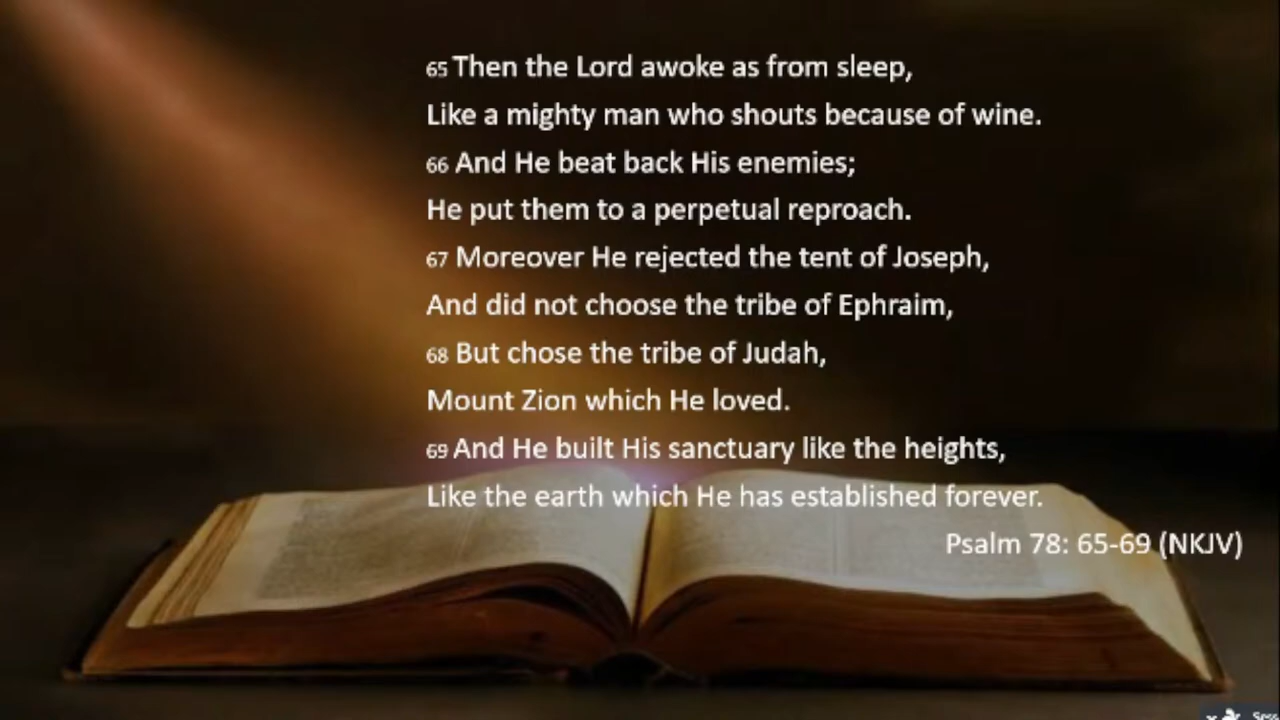 65 Then the Lord awoke as from sleep,
Like a mighty man who shouts because of wine.
66 And He beat back His enemies;
He put them to a perpetual reproach.
67 Moreover He rejected the tent of Joseph,
And did not choose the tribe of Ephraim,
68 But chose the tribe of Judah,
Mount Zion which He loved.
69 And He built His sanctuary like the heights,
Like the earth which He has established forever.
Psalm 78: 65-69 (NKJV)